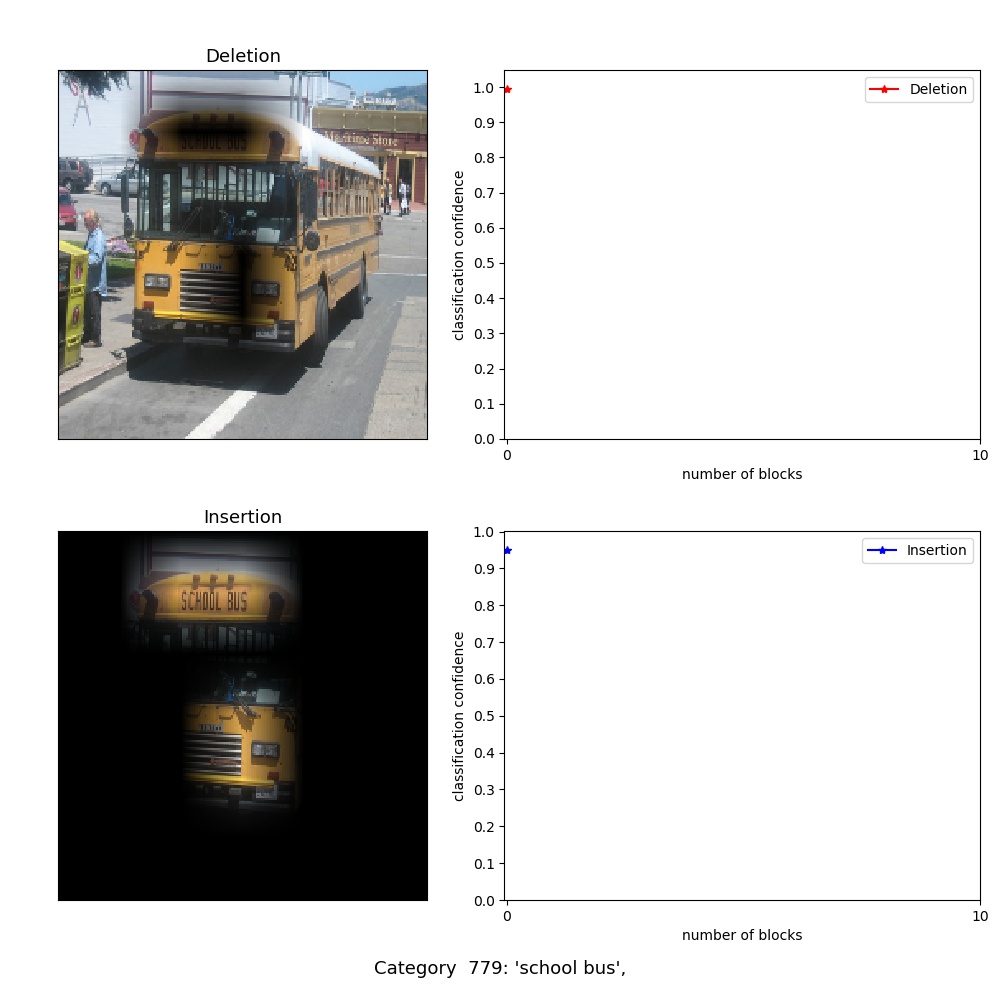 Deletion
SCHOOL BUS
Maritime Store
1.0
0.9
0.8
0.7
0.6
0.5
0.4
0.3
0.2
0.1
0.0
classification confidence
Deletion
0
10
number of blocks
Insertion
SCHOOL BUS
1.0
0.9
0.8
0.7
0.6
0.5
0.4
0.3
0.2
0.1
0.0
classification confidence
Insertion
0
10
number of blocks
Category 779: 'school bus',